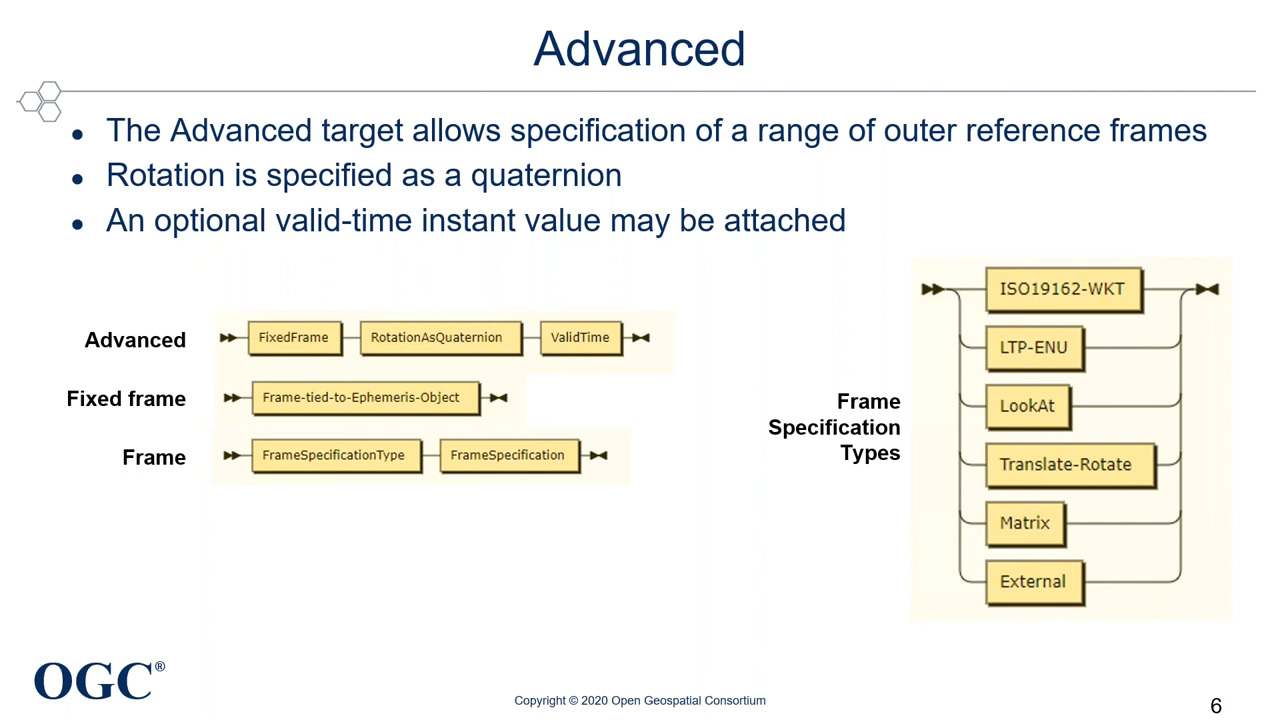 Advanced
The Advanced target allows specification of a range of outer reference frames
Rotation is specified as a quaternion
An optional valid-time instant value may be attached
Advanced
FixedFrame
RotationAsQuaternion
ValidTime
Fixed frame
Frame-tied-to-Ephemeris-Object
Frame
FrameSpecificationType
FrameSpecification
Frame
Specification
Types
ISO19162-WKT
LTP-ENU
LookAt
Translate-Rotate
Matrix
External
OGC®
Copyright © 2020 Open Geospatial Consortium
6